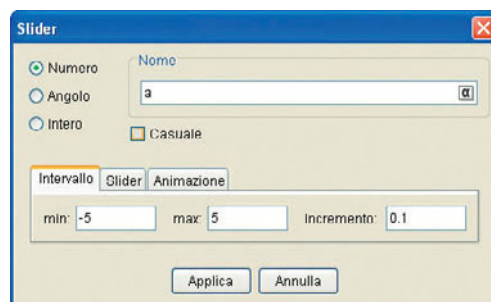 Slider
Numero
Angolo
Intero
Nome
a
α
Casuale
Intervallo Slider Animazione
min: -5 max: 5 Incremento: 0.1
Applica Annulla